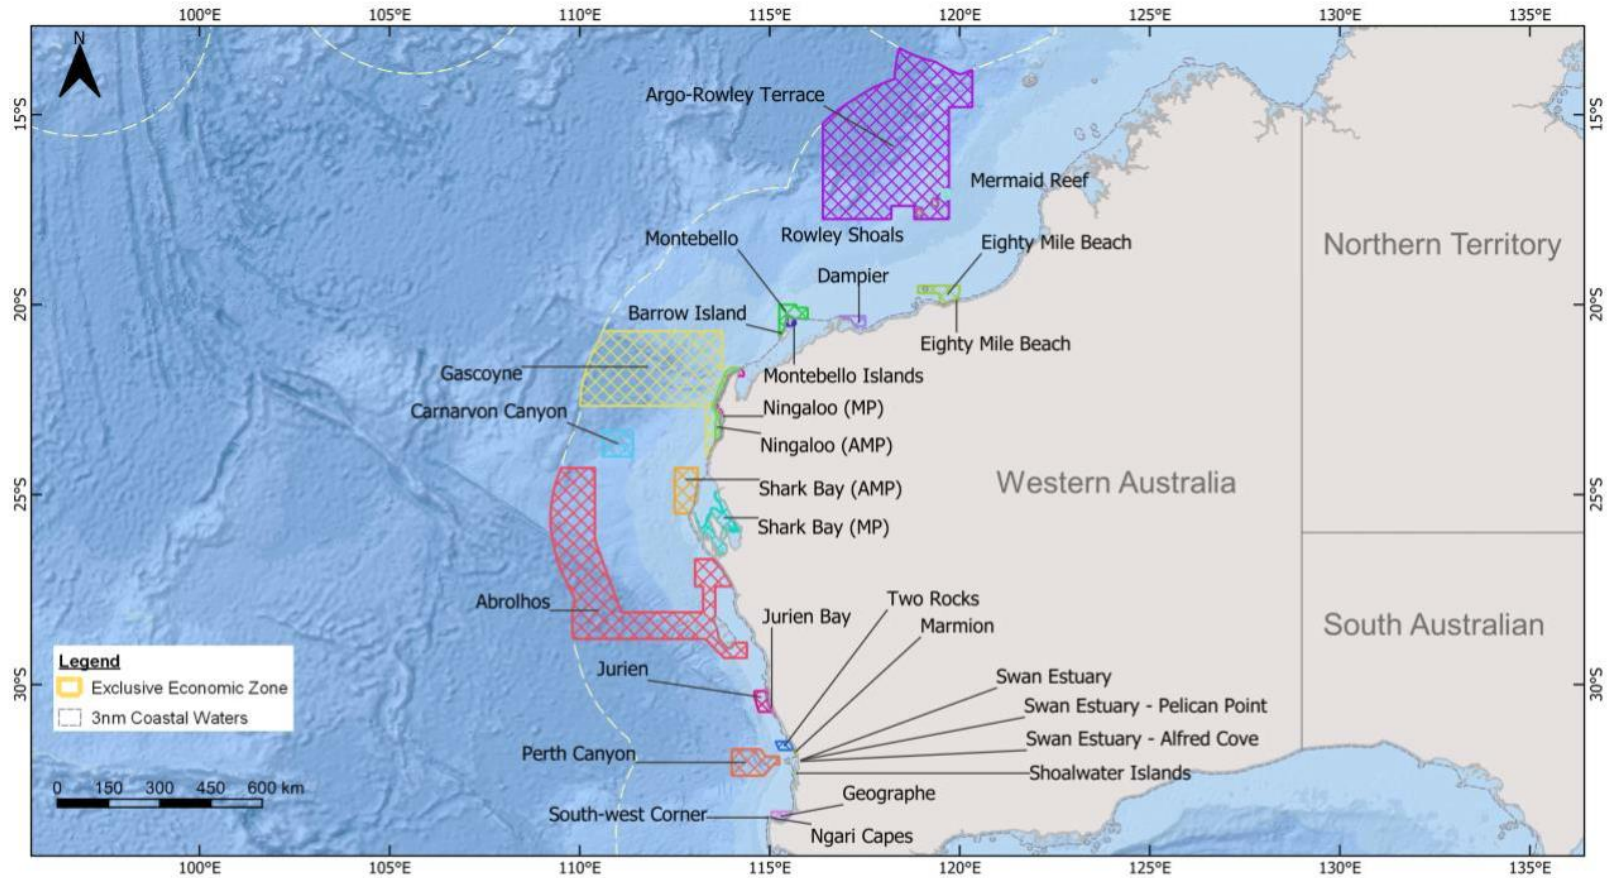 100°E 105°E 110°E 115°E 120°E 125°E 130°E 135°E
N
Argo-Rowley Terrace
15°S 15°S
Mermaid Reef
Rowley Shoals
Montebello
Eighty Mile Beach
Northern Territory
Dampier
20°S 20°S
Barrow Island
Eighty Mile Beach
Gascoyne
Montebello Islands
Carnarvon Canyon
Ningaloo (MP)
Ningaloo (AMP)
Western Australia
Shark Bay (AMP)
25°S 25°S
Shark Bay (MP)
Abrolhos
Two Rocks
Jurien Bay
Marmion
South Australian
Legend
Exclusive Economic Zone
3nm Coastal Waters
Jurien
Swan Estuary
30°S 30°S
Swan Estuary - Pelican Point
Swan Estuary - Alfred Cove
Perth Canyon
Shoalwater Islands
0 150 300 450 600 km
Geographe
South-west Corner
Ngari Capes
100°E 105°E 110°E 115°E 120°E 125°E 130°E 135°E